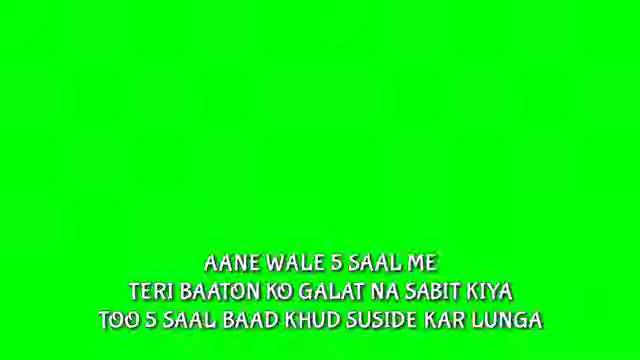 AANE WALE 5 SAAL ME
TERI BAATON KO GALAT NA SABIT KIYA
TOO 5 SAAL BAAD KHUD SUSIDE KAR LUNGA